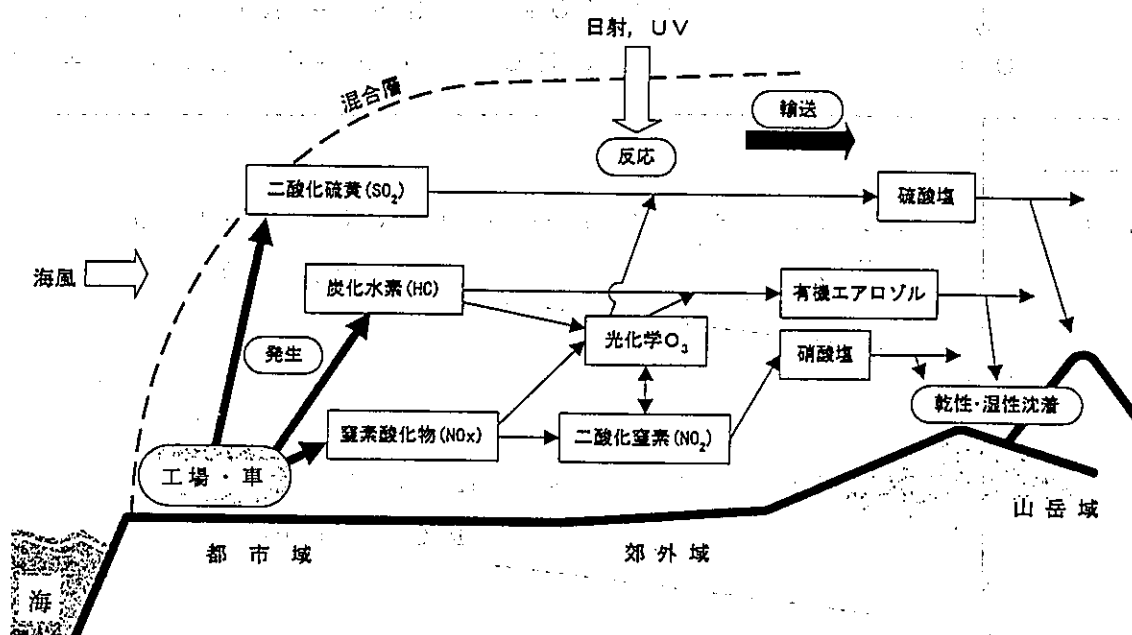 日射，UV
混合層
輸送
反応
二酸化硫黄(SO₂)
硫酸塩
海風
炭化水素(HC)
有機エアロゾル
発生
光化学O₃
硝酸塩
乾性・湿性沈着
窒素酸化物(NOx)
二酸化窒素(NO₂)
工場・車
山岳域
都市域
郊外域
海